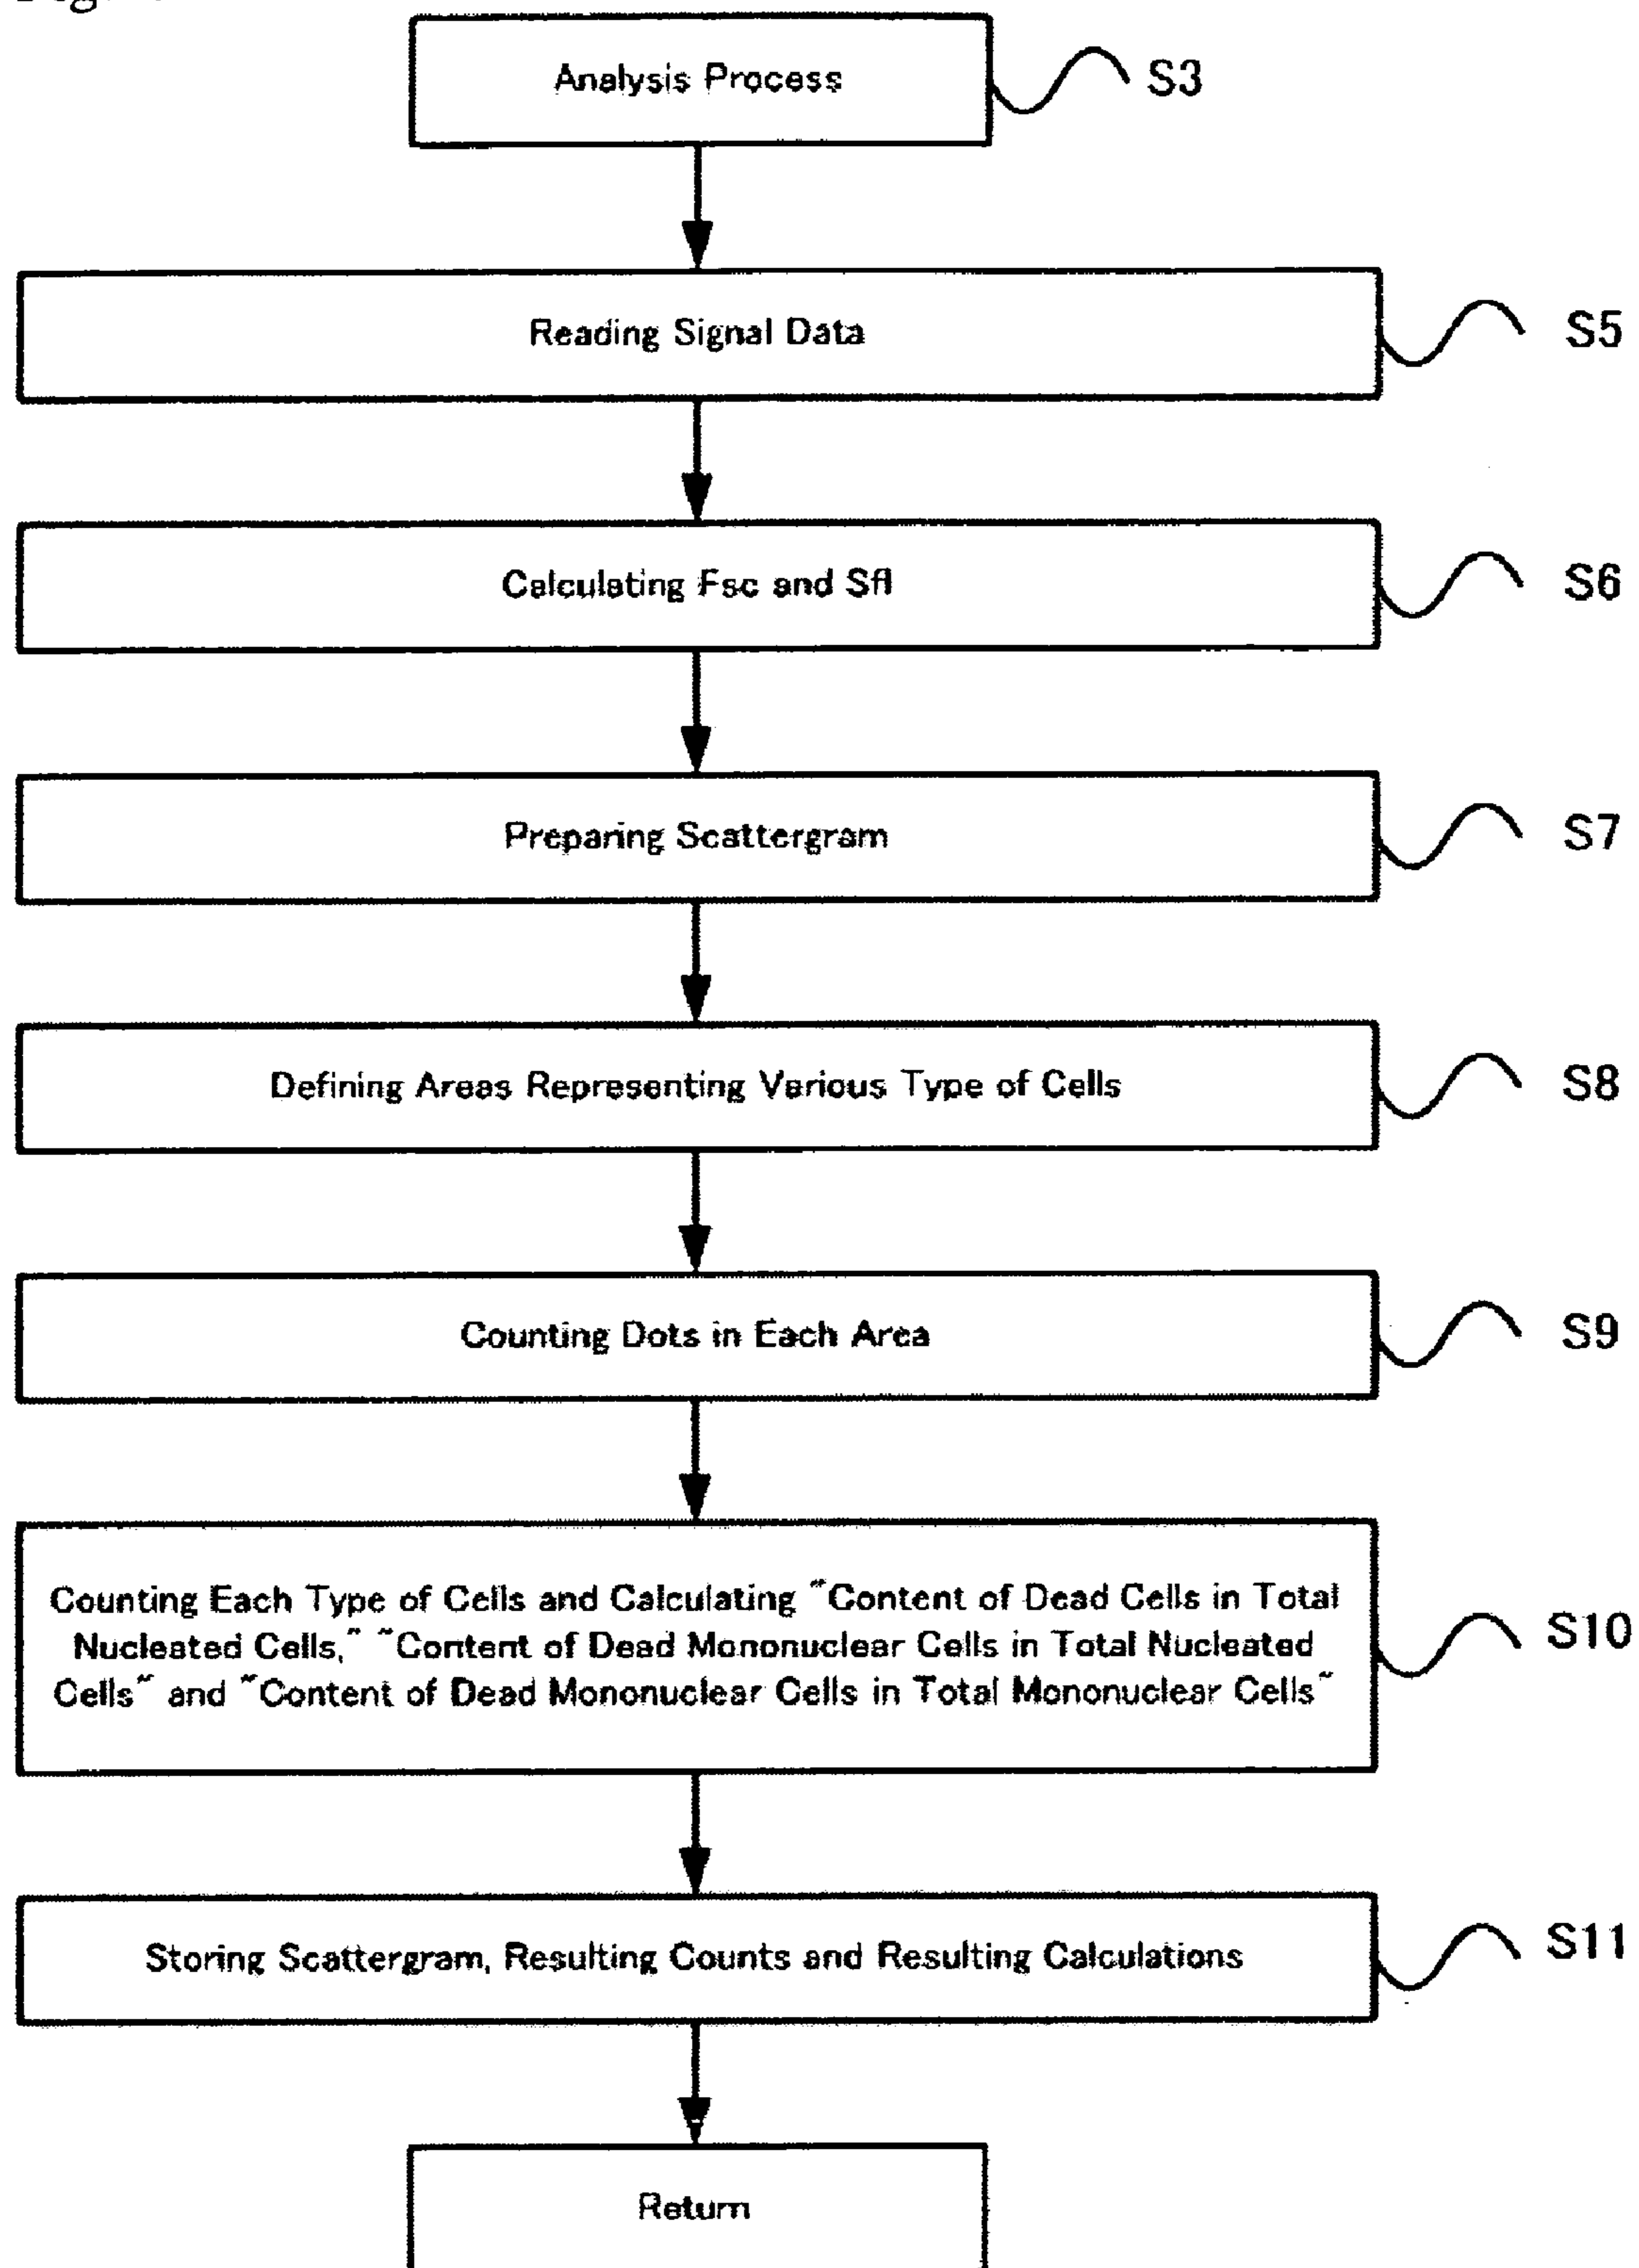 Analysis Process
S3
Reading Signal Data
S5
Calculating Fsc and Sfl
S6
Preparing Scattergram
S7
Defining Areas Representing Various Type of Cells
S8
Counting Dots in Each Area
S9
Counting Each Type of Cells and Calculating "Content of Dead Cells in Total
Nucleated Cells," "Content of Dead Mononuclear Cells in Total Nucleated
Cells" and "Content of Dead Mononuclear Cells in Total Mononuclear Cells"
S10
Storing Scattergram, Resulting Counts and Resulting Calculations
S11
Return